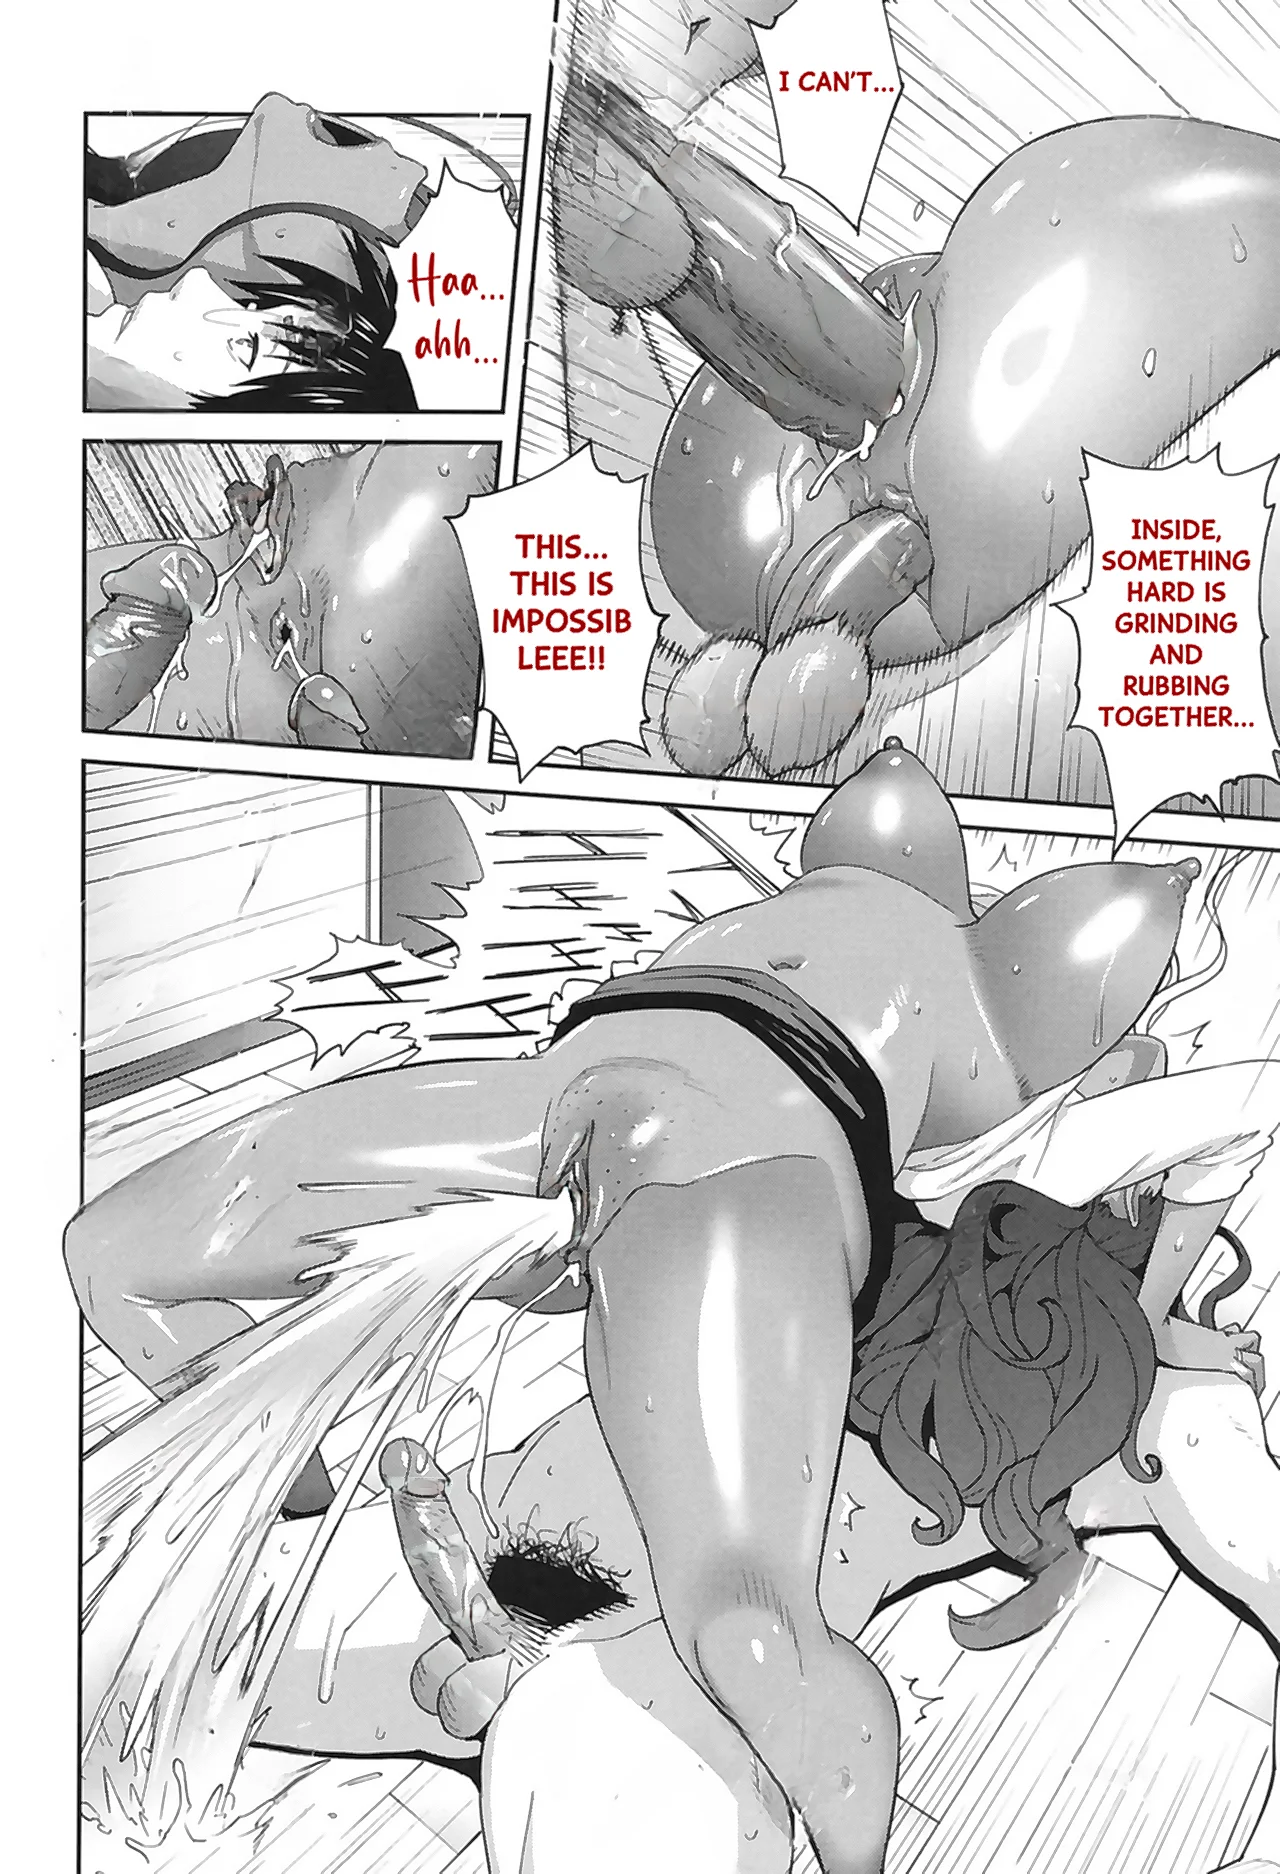 I CAN'T...
INSIDE,
SOMETHING
HARD IS
GRINDING
AND
RUBBING
TOGETHER...
THIS...
THIS IS
IMPOSSIB
LEEE!!
Haa...
ahh...